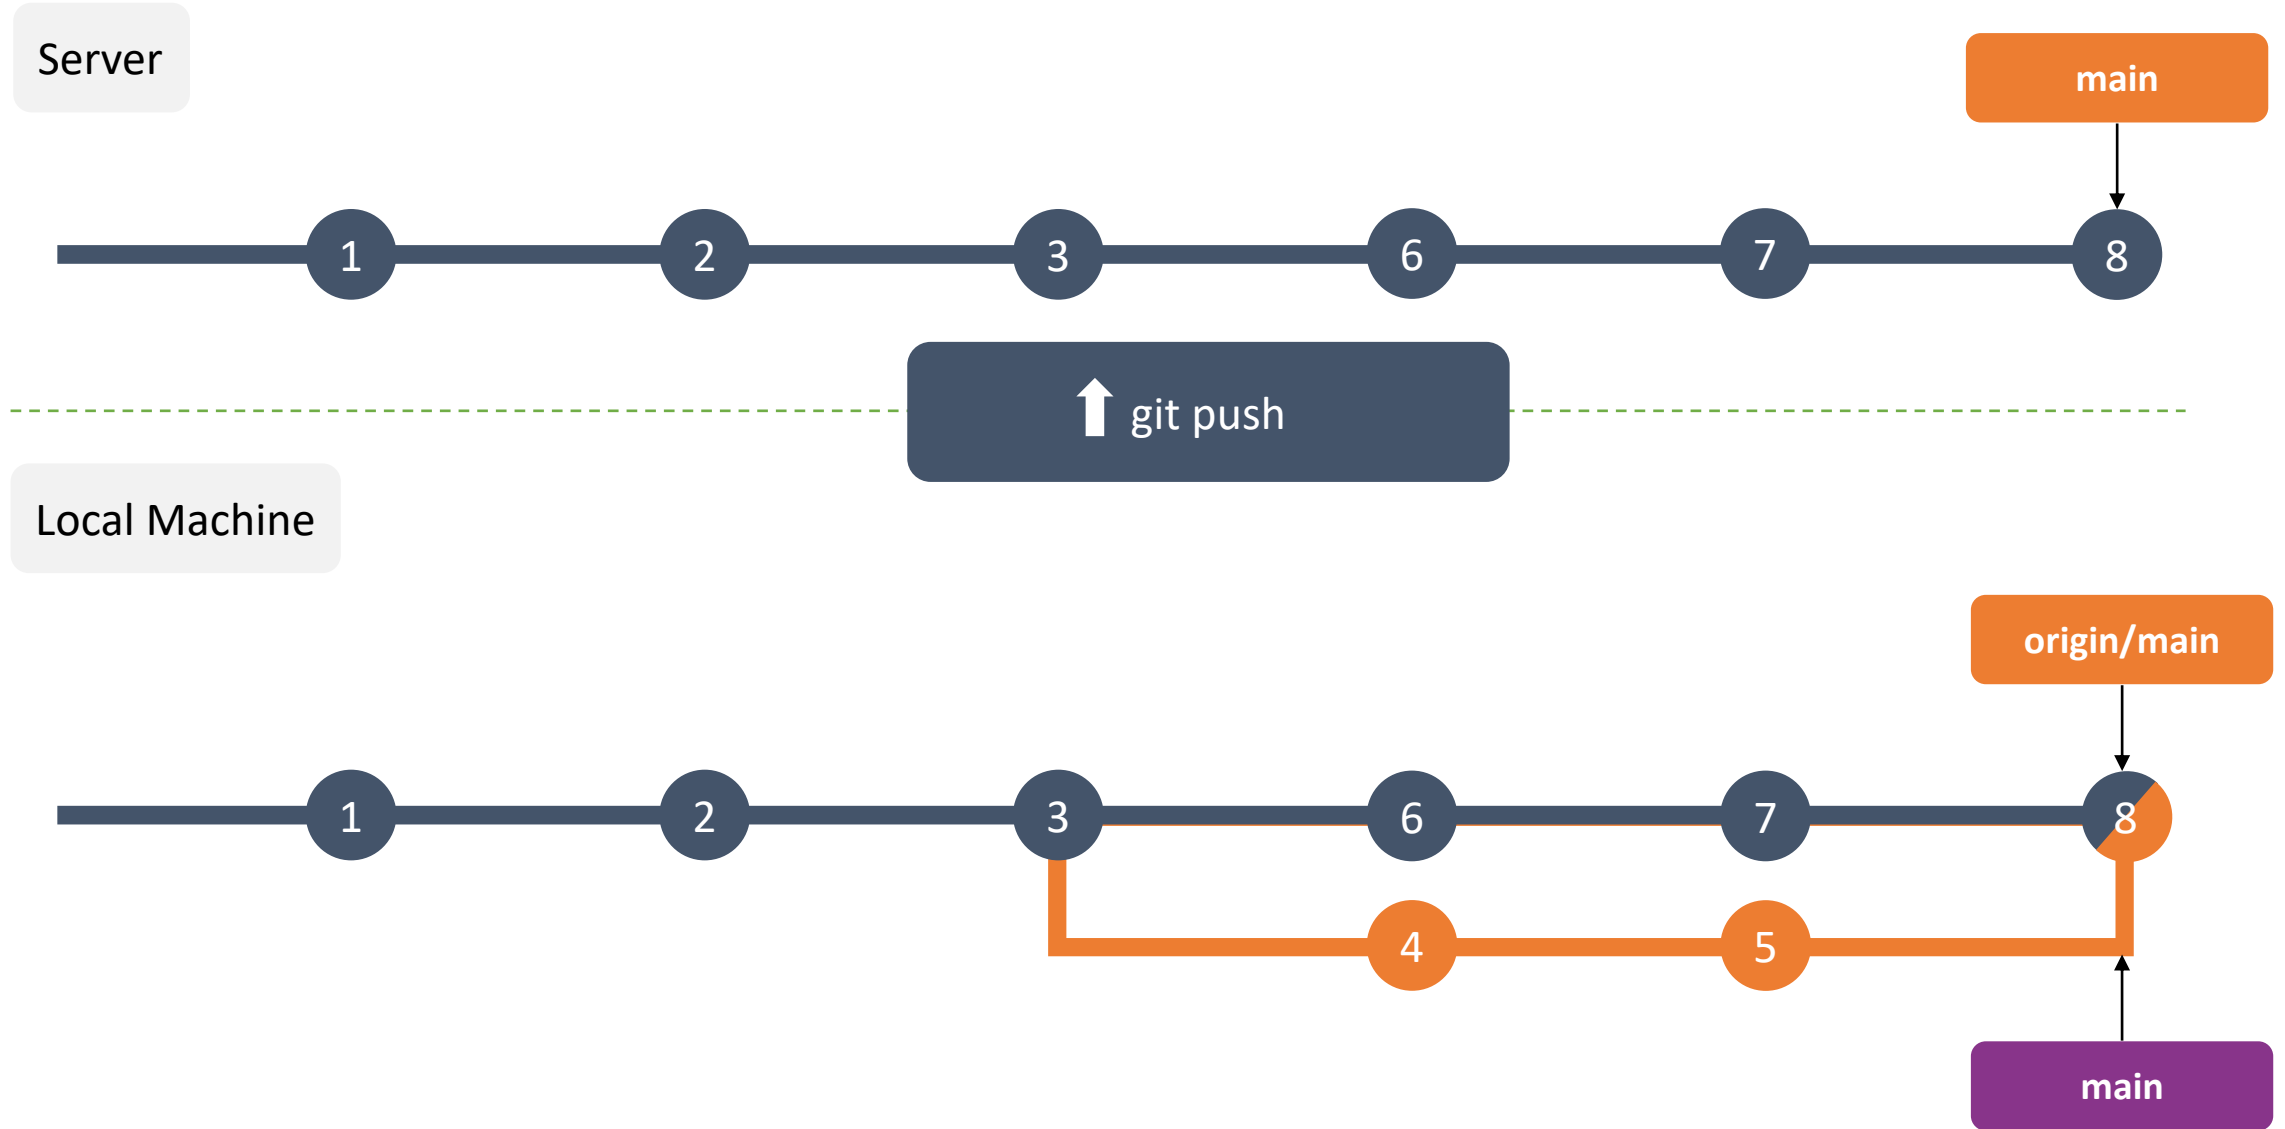 Server
main
1 2 3 6 7 8
git push
Local Machine
origin/main
1 2 3 6 7 8
4 5
main